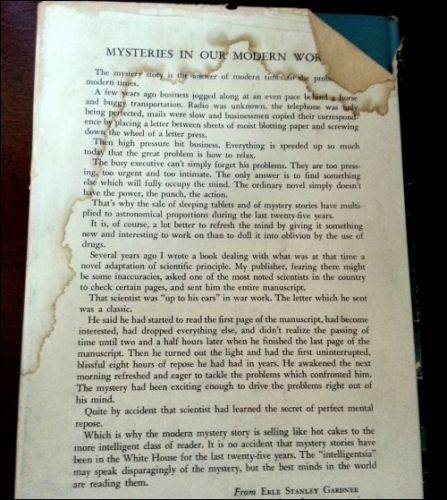 MYSTERIES IN OUR MODERN WOR
The mystery story is the answer of modern times to the prob
modern times.
A few years ago business jogged along at an even pace behind a horse
and buggy transportation. Radio was unknown, the telephone was only
being perfected, mails were slow and businessmen copied their correspond-
ence by placing a letter between sheets of moist blotting paper and screwing
down the wheel of a letter press.
Then high pressure hit business. Everything is speeded up so much
today that the great problem is how to relax.
The busy executive can't simply forget his problems. They are too press-
ing, too urgent and too intimate. The only answer is to find something
else which will fully occupy the mind. The ordinary novel simply doesn't
have the power, the punch, the action.
That's why the sale of sleeping tablets and of mystery stories have multi-
plied to astronomical proportions during the last twenty-five years.
It is, of course, a lot better to refresh the mind by giving it something
new and interesting to work on than to dull it into oblivion by the use of
drugs.
Several years ago I wrote a book dealing with what was at that time a
novel adaptation of scientific principle. My publisher, fearing there might
be some inaccuracies, asked one of the most noted scientists in the country
to check certain pages, and sent him the entire manuscript.
That scientist was "up to his ears" in war work. The letter which he sent
was a classic.
He said he had started to read the first page of the manuscript, had become
interested, had dropped everything else, and didn't realize the passing of
time until two and a half hours later when he finished the last page of the
manuscript. Then he turned out the light and had the first uninterrupted,
blissful eight hours of repose he had had in years. He awakened the next
morning refreshed and eager to tackle the problems which confronted him.
The mystery had been exciting enough to drive the problems right out of
his mind.
Quite by accident that scientist had learned the secret of perfect mental
repose.
Which is why the modern mystery story is selling like hot cakes to the
more intelligent class of reader. It is no accident that mystery stories have
been in the White House for the last twenty-five years. The "intelligentsia"
may speak disparagingly of the mystery, but the best minds in the world
are reading them.
From ERLE STANLEY GARDNER